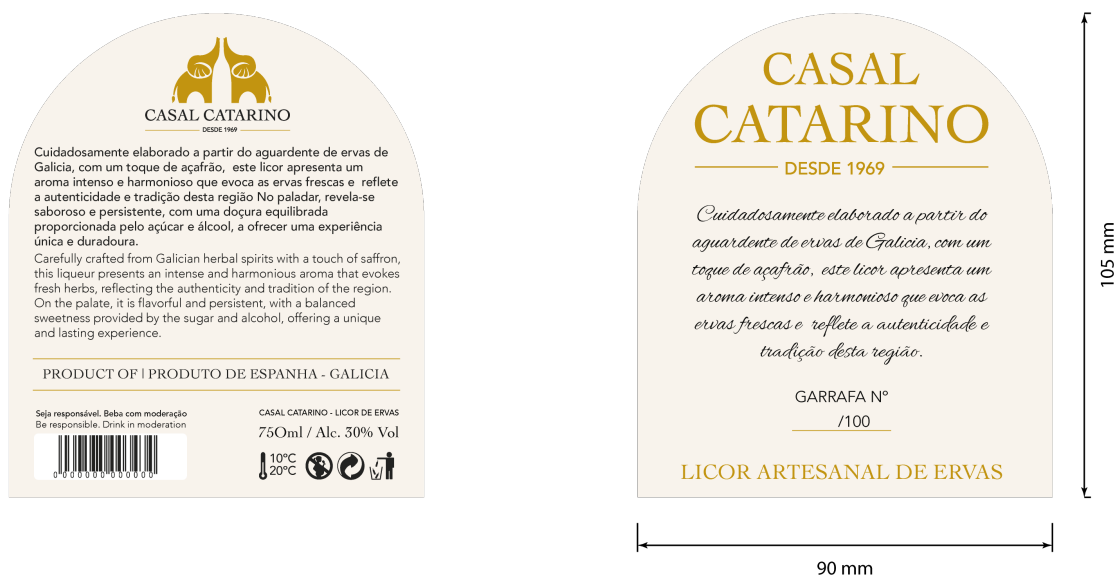 CASAL CATARINO
DESDE 1969
Cuidadosamente elaborado a partir do aguardente de ervas de
Galicia, com um toque de açafrão, este licor apresenta um
aroma intenso e harmonioso que evoca as ervas frescas e reflete
a autenticidade e tradição desta região No paladar, revela-se
saboroso e persistente, com uma doçura equilibrada
proporcionada pelo açúcar e álcool, a ofrecer uma experiência
única e duradoura.
Carefully crafted from Galician herbal spirits with a touch of saffron,
this liqueur presents an intense and harmonious aroma that evokes
fresh herbs, reflecting the authenticity and tradition of the region.
On the palate, it is flavorful and persistent, with a balanced
sweetness provided by the sugar and alcohol, offering a unique
and lasting experience.
PRODUCT OF | PRODUTO DE ESPANHA - GALICIA
Seja responsável. Beba com moderação
Be responsible. Drink in moderation
0 000000 000000
CASAL CATARINO - LICOR DE ERVAS
750ml / Alc. 30% Vol
10ºC
20ºC
CASAL
CATARINO
DESDE 1969
Cuidadosamente elaborado a partir do
aguardente de ervas de Galicia, com um
toque de açafrão, este licor apresenta um
aroma intenso e harmonioso que evoca as
ervas frescas e reflete a autenticidade e
tradição desta região.
GARRAFA Nº
/100
LICOR ARTESANAL DE ERVAS
105 mm
90 mm